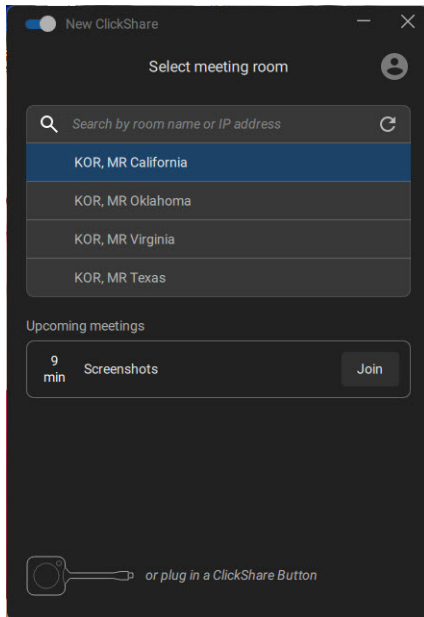 New ClickShare
Select meeting room
Search by room name or IP address
KOR, MR California
KOR, MR Oklahoma
KOR, MR Virginia
KOR, MR Texas
Upcoming meetings
9 min Screenshots Join
or plug in a ClickShare Button